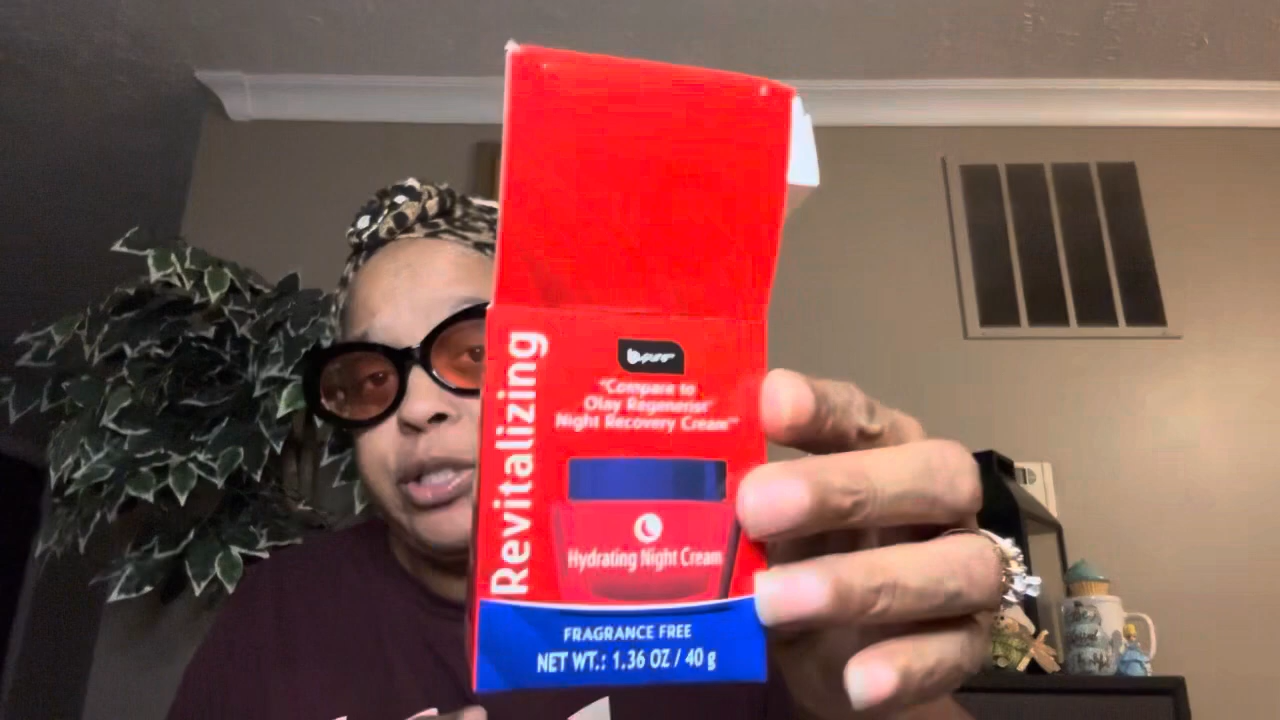 Revitalizing
b.pure
"Compare to
Olay Regenerist®
Night Recovery Cream"*
Hydrating Night Cream
FRAGRANCE FREE
NET WT.: 1.36 OZ / 40 g